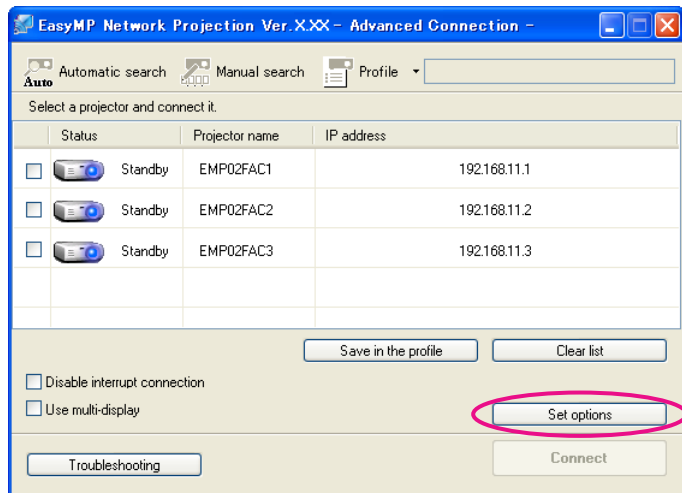 EasyMP Network Projection Ver.X.XX - Advanced Connection -
Auto Automatic search Manual search Profile
Select a projector and connect it.
Status Projector name IP address
Standby EMP02FAC1 192.168.11.1
Standby EMP02FAC2 192.168.11.2
Standby EMP02FAC3 192.168.11.3
Save in the profile Clear list
Disable interrupt connection
Use multi-display Set options
Troubleshooting Connect